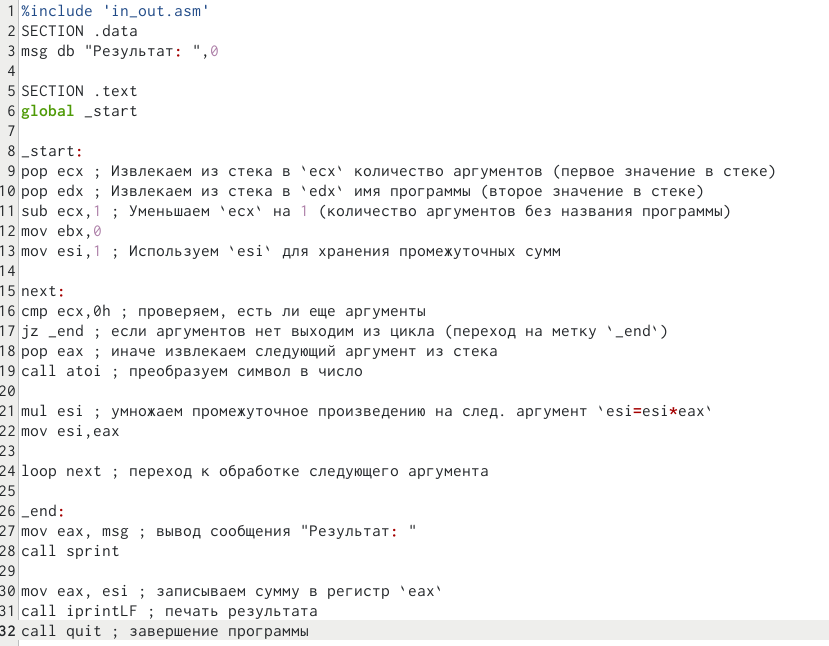 1 %include 'in_out.asm'
2 SECTION .data
3 msg db "Результат: ",0
4
5 SECTION .text
6 global _start
7
8 _start:
9 pop ecx ; Извлекаем из стека в `ecx` количество аргументов (первое значение в стеке)
10 pop edx ; Извлекаем из стека в `edx` имя программы (второе значение в стеке)
11 sub ecx,1 ; Уменьшаем `ecx` на 1 (количество аргументов без названия программы)
12 mov ebx,0
13 mov esi,1 ; Используем `esi` для хранения промежуточных сумм
14
15 next:
16 cmp ecx,0h ; проверяем, есть ли еще аргументы
17 jz _end ; если аргументов нет выходим из цикла (переход на метку `_end`)
18 pop eax ; иначе извлекаем следующий аргумент из стека
19 call atoi ; преобразуем символ в число
20
21 mul esi ; умножаем промежуточное произведению на след. аргумент `esi=esi*eax`
22 mov esi,eax
23
24 loop next ; переход к обработке следующего аргумента
25
26 _end:
27 mov eax, msg ; вывод сообщения "Результат: "
28 call sprint
29
30 mov eax, esi ; записываем сумму в регистр `eax`
31 call iprintLF ; печать результата
32 call quit ; завершение программы